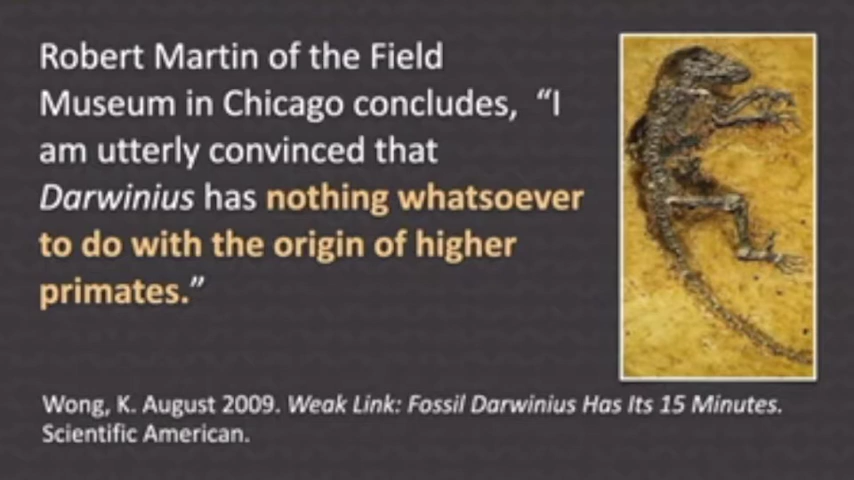 Robert Martin of the Field
Museum in Chicago concludes, “I
am utterly convinced that
Darwinius has nothing whatsoever
to do with the origin of higher
primates.”
Wong, K. August 2009. Weak Link: Fossil Darwinius Has Its 15 Minutes.
Scientific American.